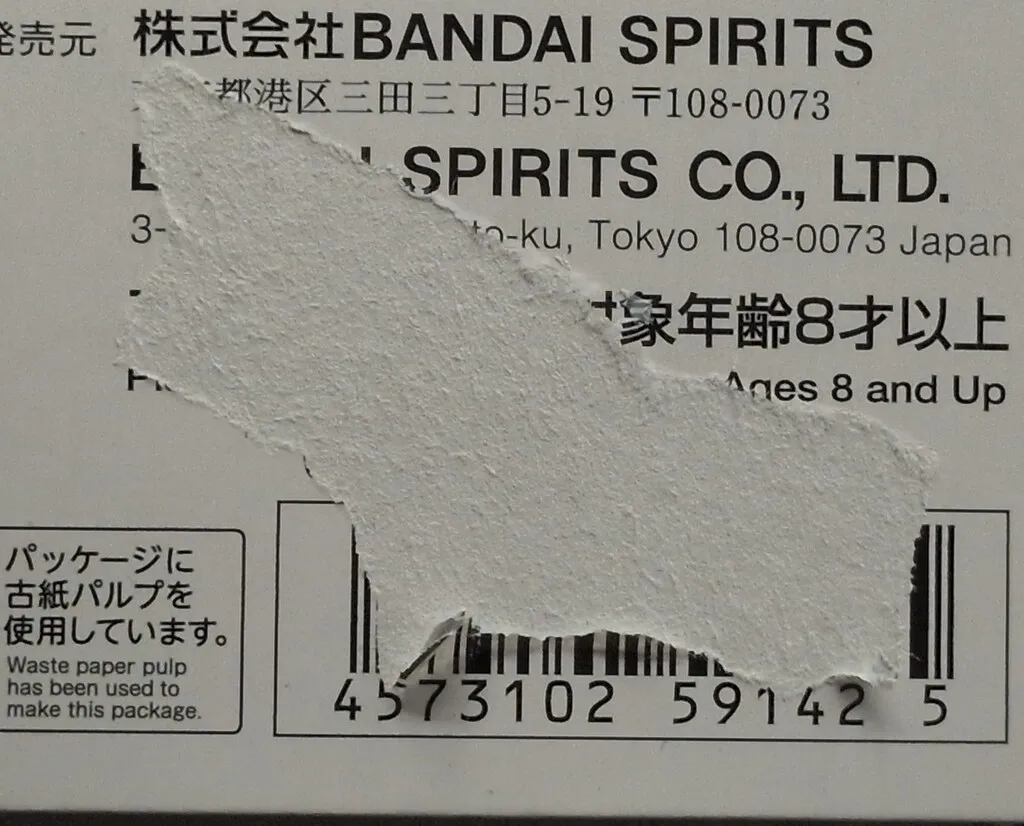 発売元 株式会社BANDAI SPIRITS
都港区三田三丁目5-19 〒108-0073
SPIRITS CO., LTD.
3- to-ku, Tokyo 108-0073 Japan
対象年齢8才以上
Ages 8 and Up
パッケージに
古紙パルプを
使用しています。
Waste paper pulp
has been used to
make this package.
4573102 59142 5